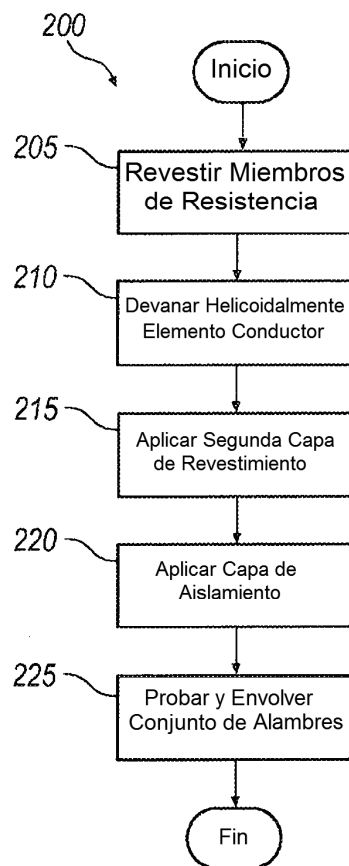 200
Inicio
205
Revestir Miembros
de Resistencia
210
Devanar Helicoidalmente
Elemento Conductor
215
Aplicar Segunda Capa
de Revestimiento
220
Aplicar Capa de
Aislamiento
225
Probar y Envolver
Conjunto de Alambres
Fin